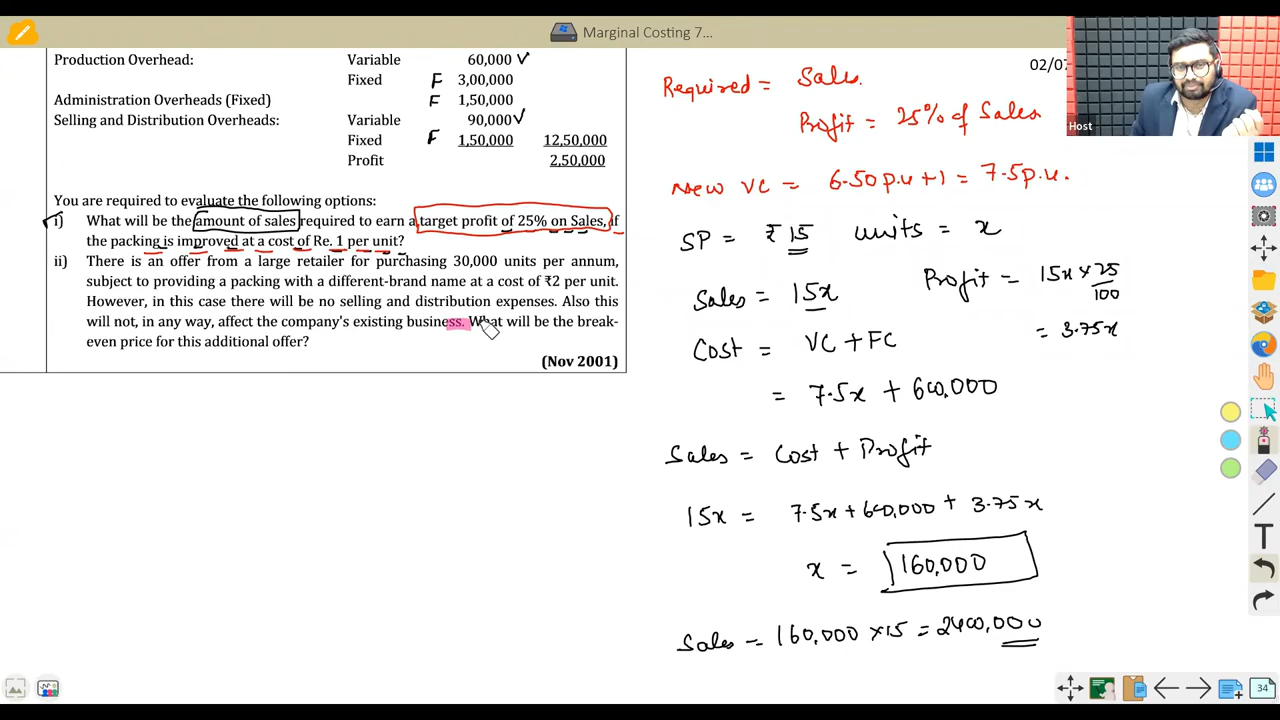 Marginal Costing 7...
Production Overhead: Variable 60,000
Fixed F 3,00,000
Administration Overheads (Fixed) F 1,50,000
Selling and Distribution Overheads: Variable 90,000
Fixed F 1,50,000 12,50,000
Profit 2,50,000
You are required to evaluate the following options:
i) What will be the amount of sales required to earn a target profit of 25% on Sales, if
the packing is improved at a cost of Re. 1 per unit?
ii) There is an offer from a large retailer for purchasing 30,000 units per annum,
subject to providing a packing with a different-brand name at a cost of ₹2 per unit.
However, in this case there will be no selling and distribution expenses. Also this
will not, in any way, affect the company's existing business. What will be the break-
even price for this additional offer?
(Nov 2001)
02/07
Host
Required = Sales.
Profit = 25% of Sales
New VC = 6.50 p.u + 1 = 7.5 p.u.
SP = ₹ 15 units = x
Sales = 15x
Profit = 15x × 25
100
= 3.75x
Cost = VC + FC
= 7.5x + 600,000
Sales = Cost + Profit
15x = 7.5x + 600,000 + 3.75x
x = 160,000
Sales = 160,000 × 15 = 2400,000
T
34